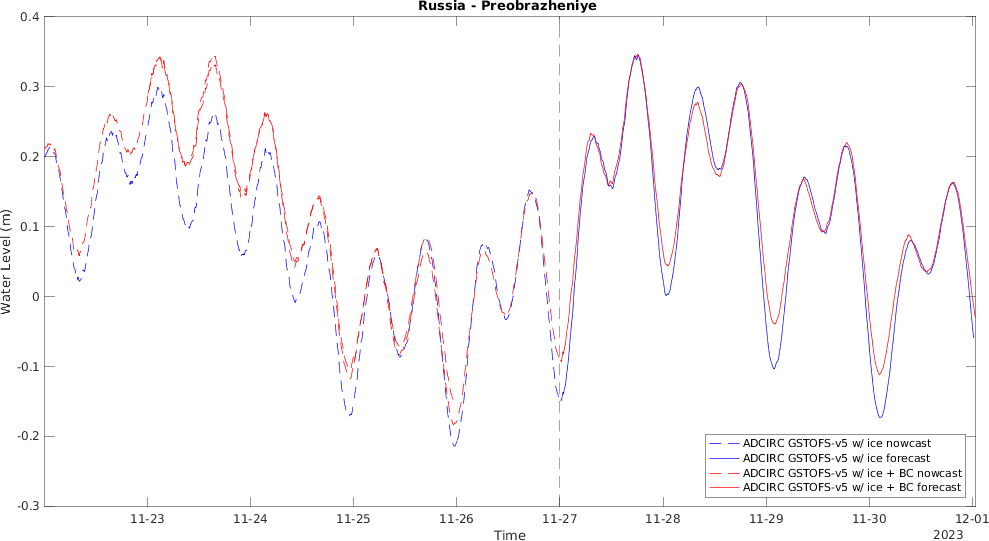 Russia - Preobrazheniye
Water Level (m)
0.4
0.3
0.2
0.1
0
-0.1
-0.2
-0.3
11-23
11-24
11-25
11-26
11-27
11-28
11-29
11-30
12-01
Time
2023
ADCIRC GSTOFS-v5 w/ ice nowcast
ADCIRC GSTOFS-v5 w/ ice forecast
ADCIRC GSTOFS-v5 w/ ice + BC nowcast
ADCIRC GSTOFS-v5 w/ ice + BC forecast